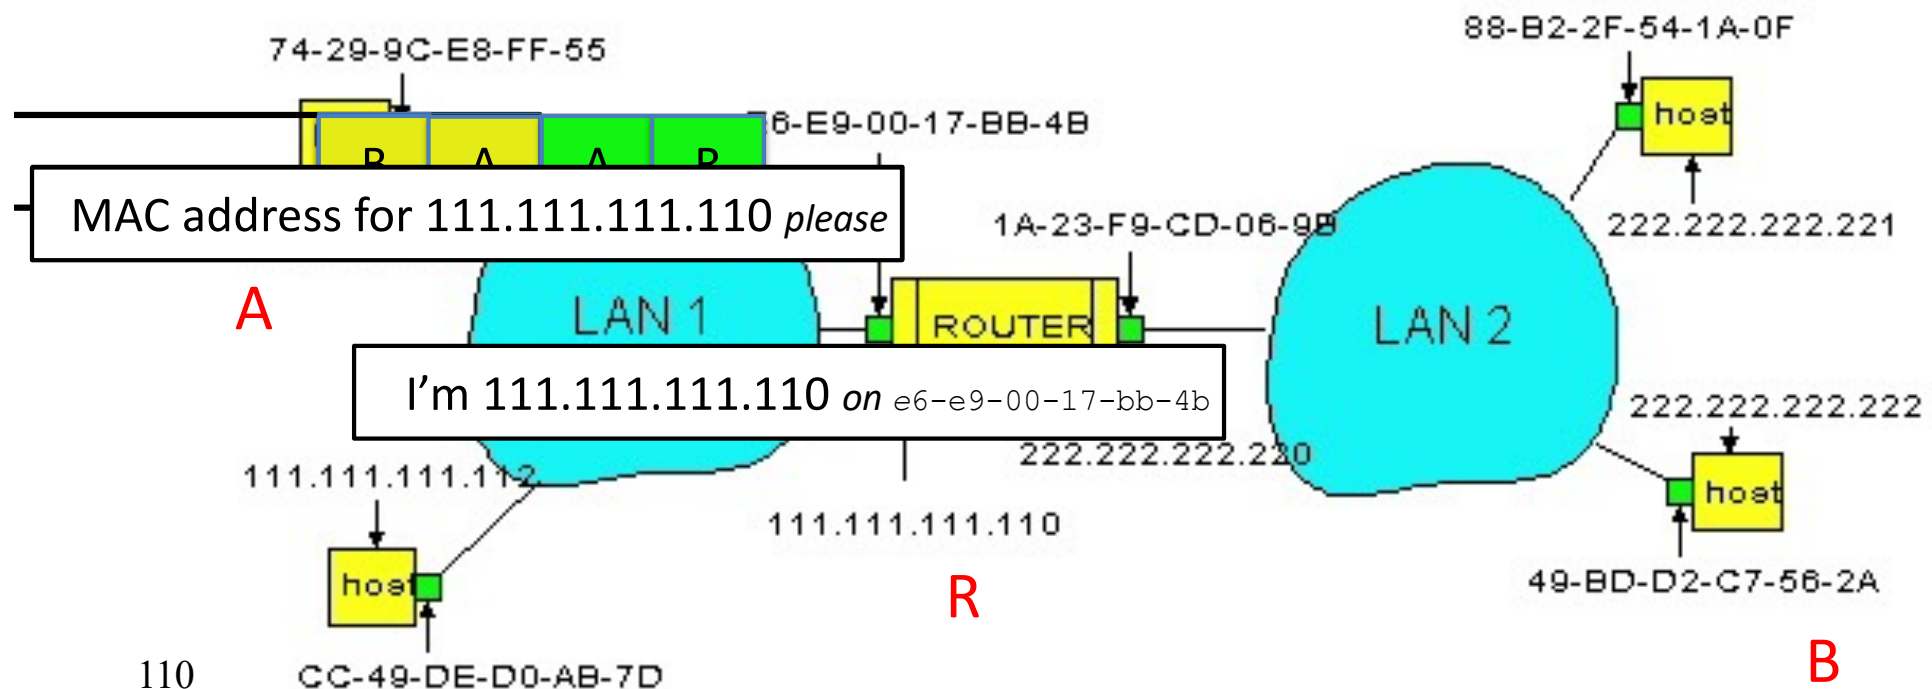 88-B2-2F-54-1A-0F
74-29-9C-E8-FF-55
host
6-E9-00-17-BB-4B
B A A B
MAC address for 111.111.111.110 please
1A-23-F9-CD-06-9B
222.222.222.221
A
LAN 1
ROUTER
LAN 2
I'm 111.111.111.110 on e6-e9-00-17-bb-4b
222.222.222.222
222.222.222.220
111.111.111.112
host
111.111.111.110
host
R
49-BD-D2-C7-56-2A
B
110
CC-49-DE-D0-AB-7D